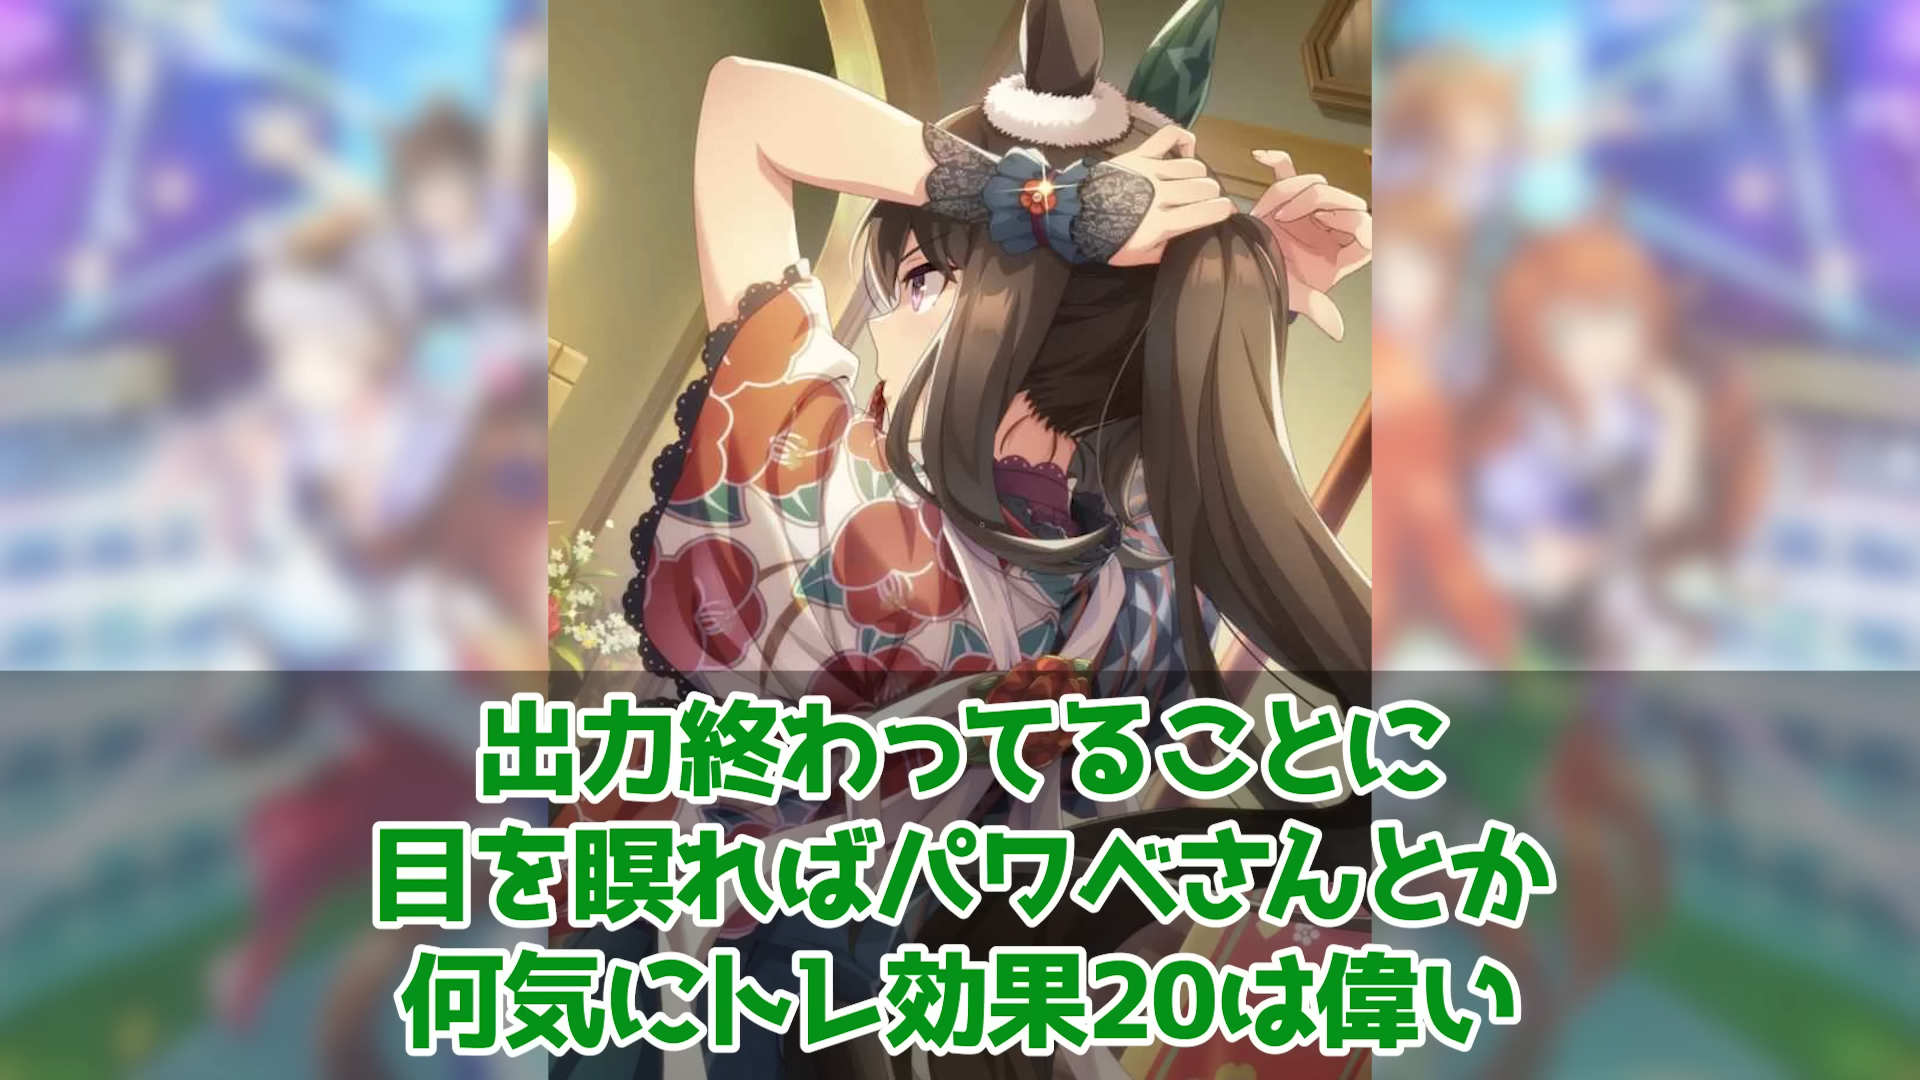 出力終わってることに
目を瞑ればパワベさんとか
何気にトレ効果20は偉い